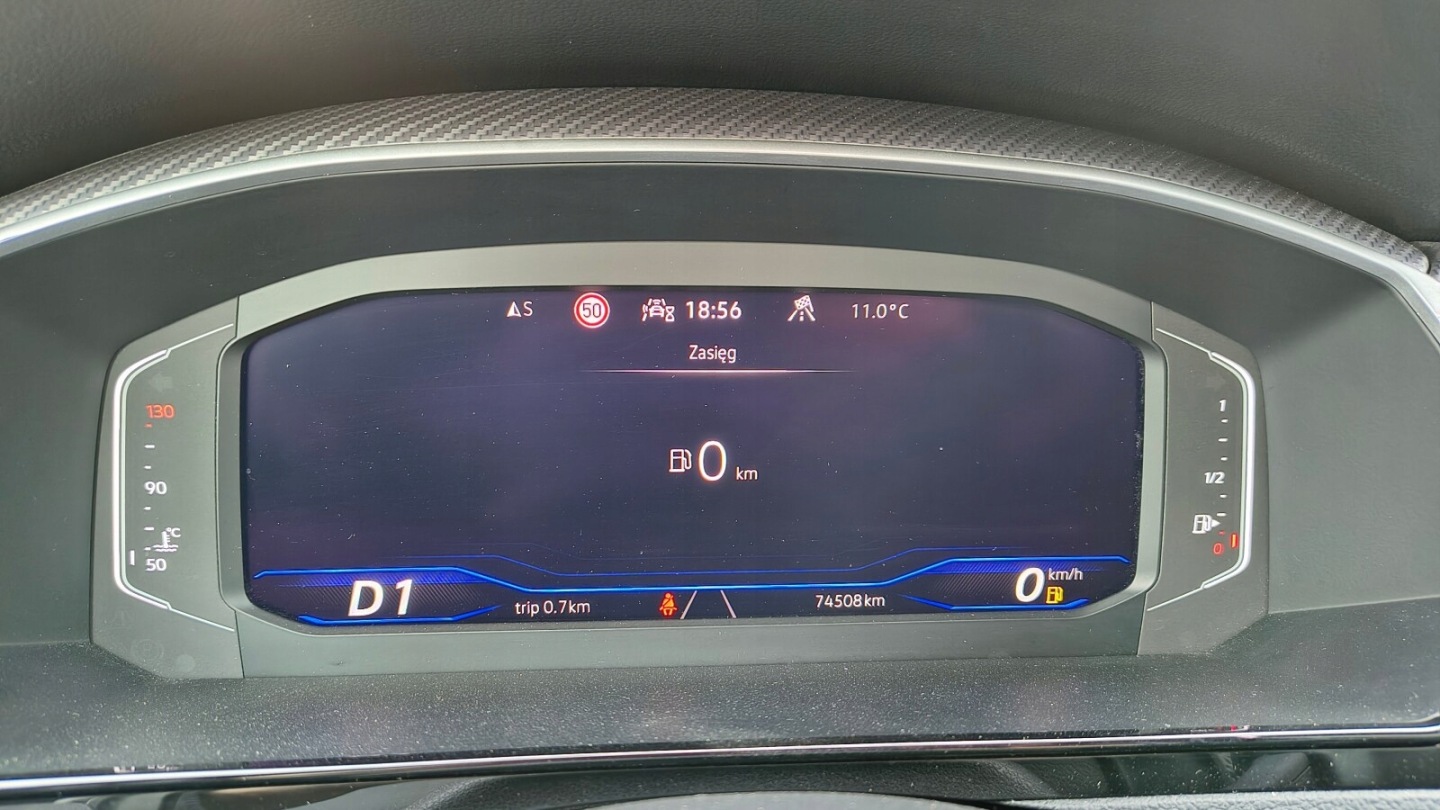 S
50
18:56
11.0°C
Zasięg
130
90
°C
50
0 km
1
1/2
0
D1
trip 0.7km
74508km
0 km/h